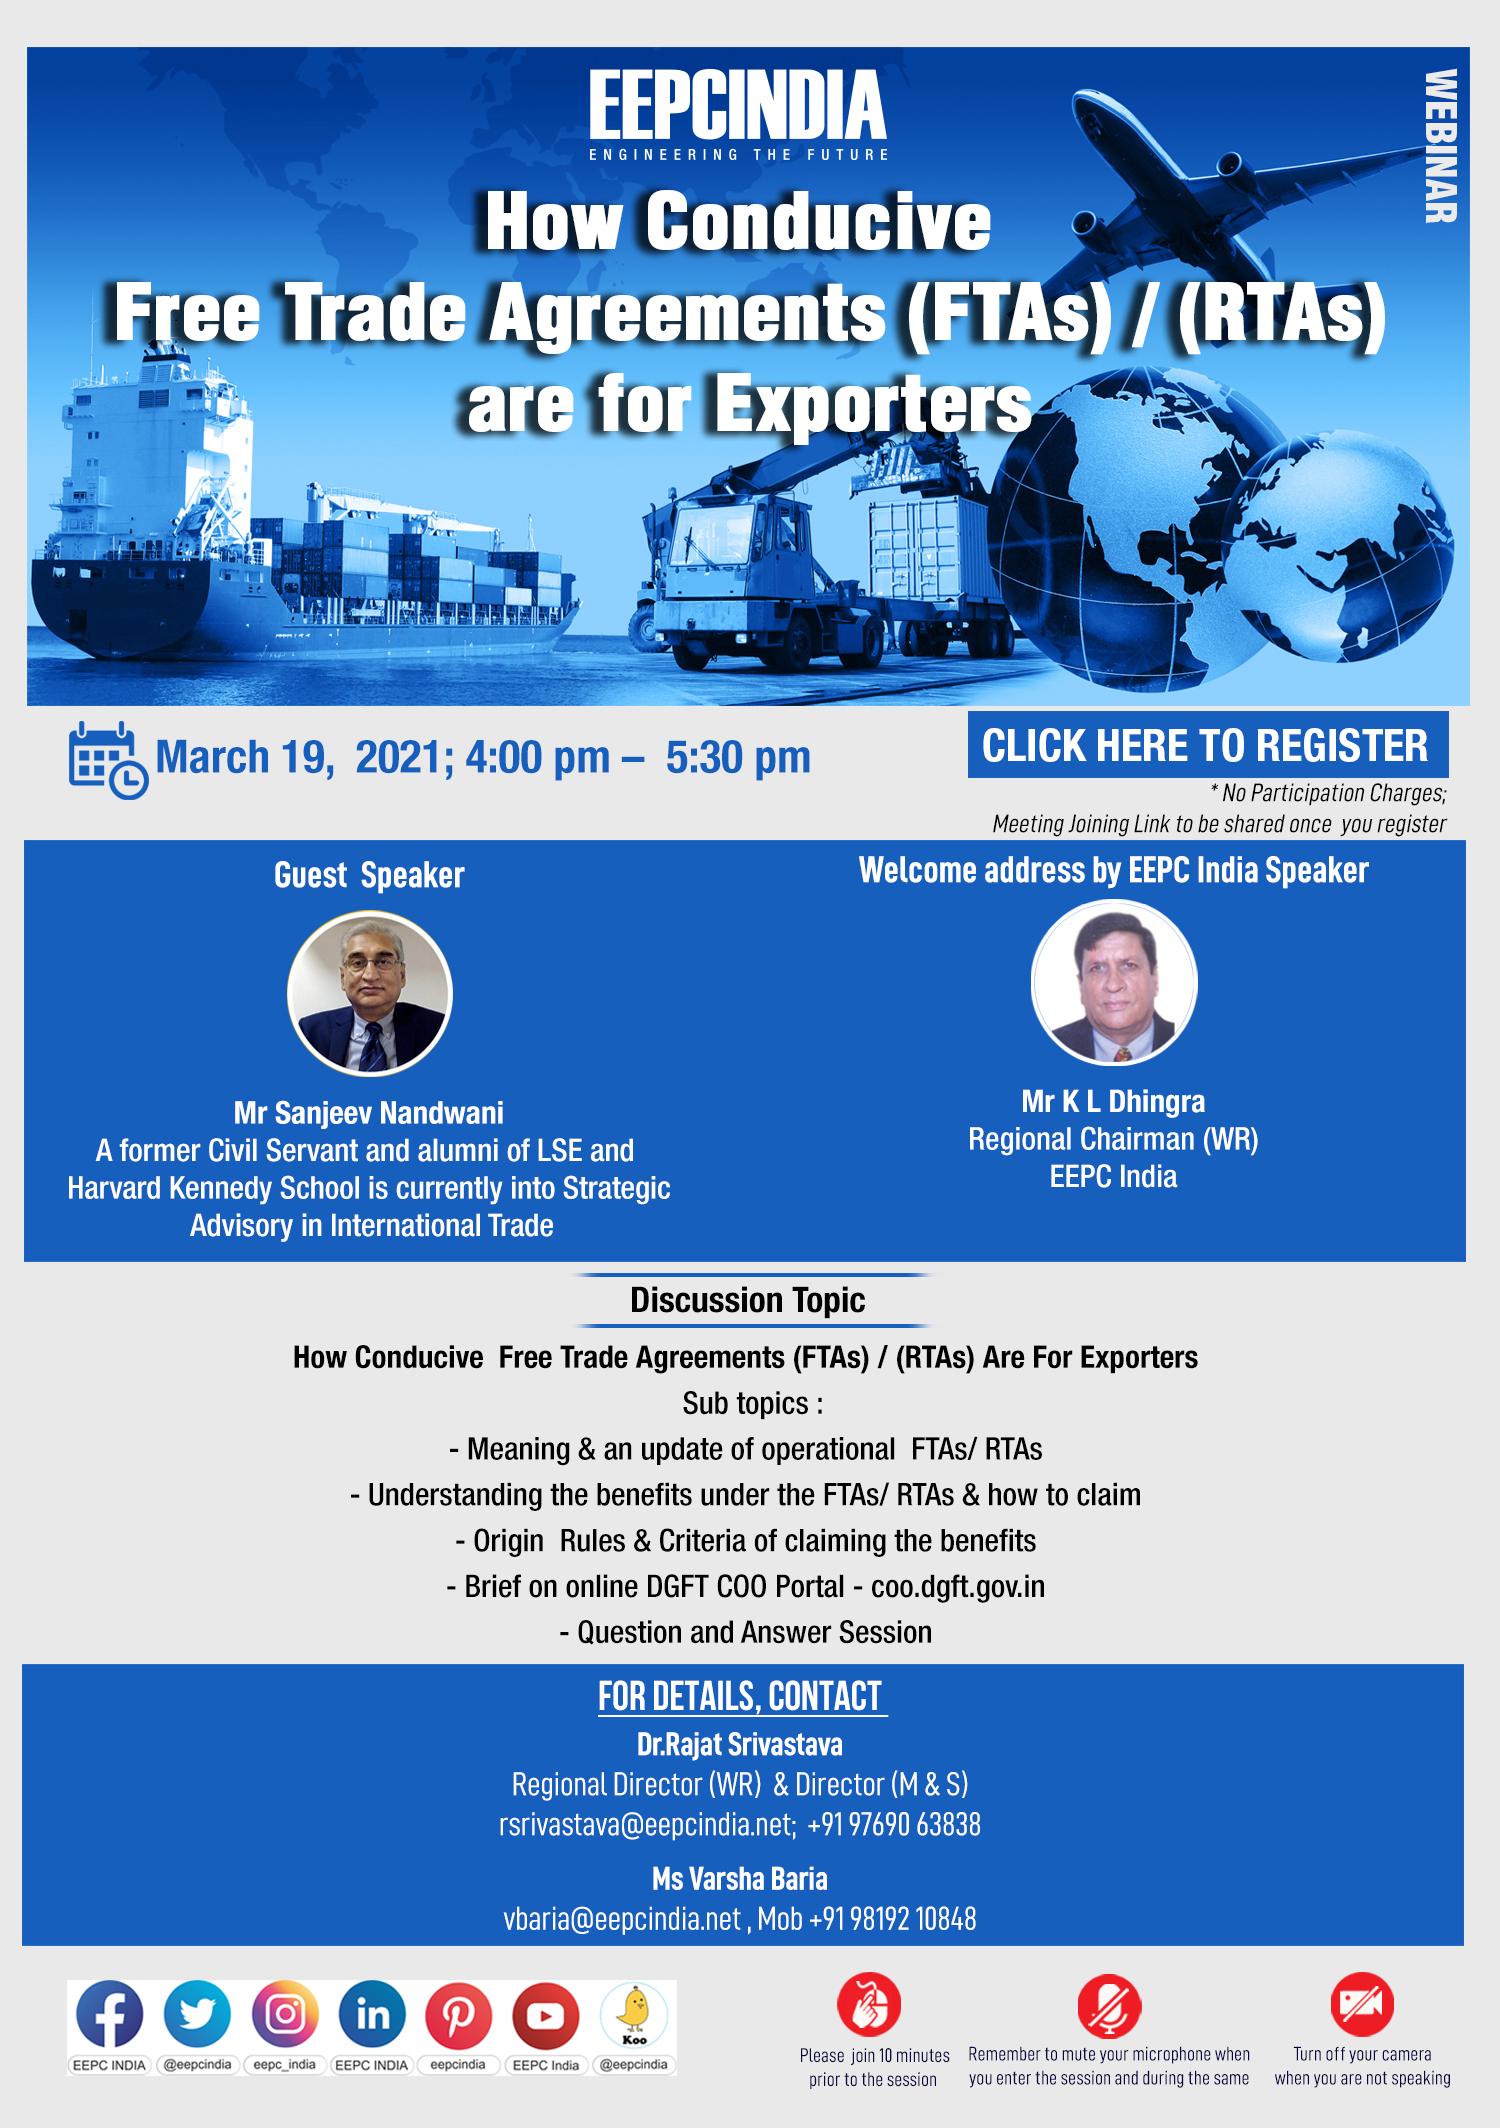 EEPCINDIA
ENGINEERING THE FUTURE
WEBINAR
How Conducive
Free Trade Agreements (FTAs) / (RTAs)
are for Exporters
March 19, 2021; 4:00 pm – 5:30 pm
CLICK HERE TO REGISTER
* No Participation Charges;
Meeting Joining Link to be shared once you register
Guest Speaker
Mr Sanjeev Nandwani
A former Civil Servant and alumni of LSE and
Harvard Kennedy School is currently into Strategic
Advisory in International Trade
Welcome address by EEPC India Speaker
Mr K L Dhingra
Regional Chairman (WR)
EEPC India
Discussion Topic
How Conducive Free Trade Agreements (FTAs) / (RTAs) Are For Exporters
Sub topics :
- Meaning & an update of operational FTAs/ RTAs
- Understanding the benefits under the FTAs/ RTAs & how to claim
- Origin Rules & Criteria of claiming the benefits
- Brief on online DGFT COO Portal - coo.dgft.gov.in
- Question and Answer Session
FOR DETAILS, CONTACT
Dr.Rajat Srivastava
Regional Director (WR) & Director (M & S)
rsrivastava@eepcindia.net; +91 97690 63838
Ms Varsha Baria
vbaria@eepcindia.net , Mob +91 98192 10848
Koo
EEPC INDIA @eepcindia eepc_india EEPC INDIA eepcindia EEPC India @eepcindia
Please join 10 minutes
prior to the session
Remember to mute your microphone when
you enter the session and during the same
Turn off your camera
when you are not speaking